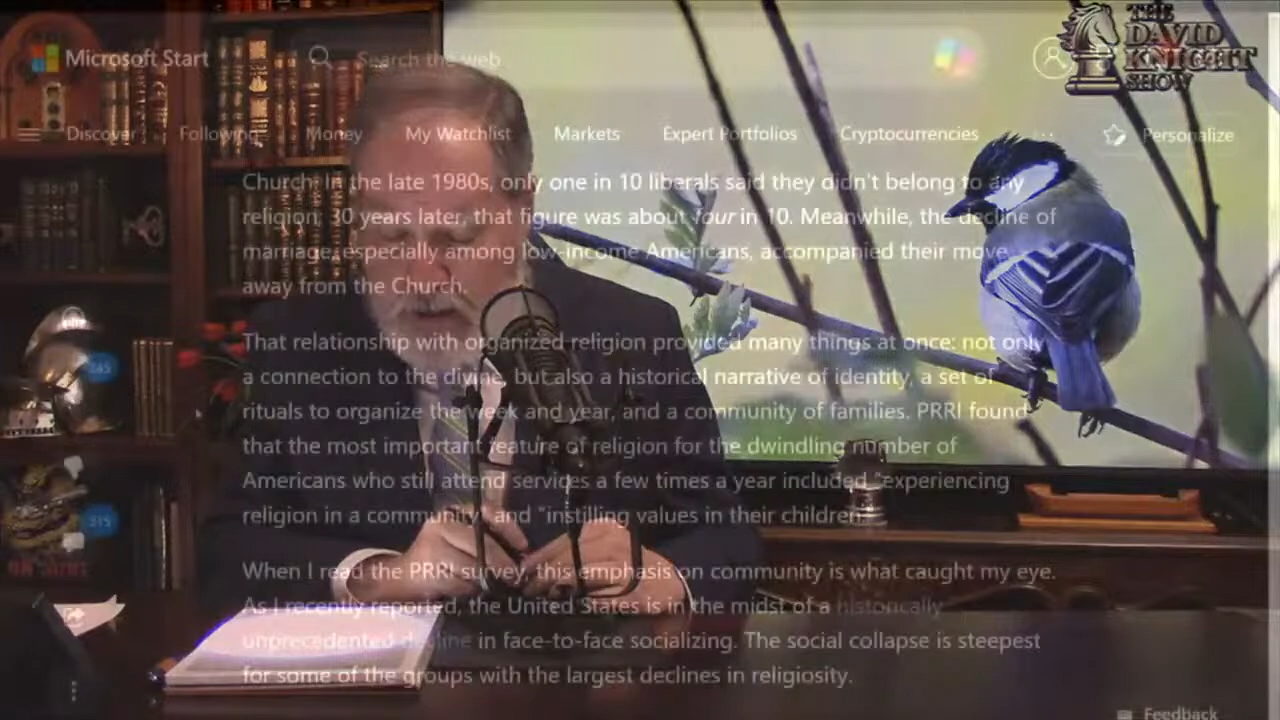 THE
DAVID
KNIGHT
SHOW
Microsoft Start
Search the web
Discover Following Money My Watchlist Markets Expert Portfolios Cryptocurrencies ... Personalize
Church. In the late 1980s, only one in 10 liberals said they didn't belong to any
religion; 30 years later, that figure was about four in 10. Meanwhile, the decline of
marriage, especially among low-income Americans, accompanied their move
away from the Church.
That relationship with organized religion provided many things at once: not only
a connection to the divine, but also a historical narrative of identity, a set of
rituals to organize the week and year, and a community of families. PRRI found
that the most important feature of religion for the dwindling number of
Americans who still attend services a few times a year included "experiencing
religion in a community" and "instilling values in their children."
When I read the PRRI survey, this emphasis on community is what caught my eye.
As I recently reported, the United States is in the midst of a historically
unprecedented decline in face-to-face socializing. The social collapse is steepest
for some of the groups with the largest declines in religiosity.
315
Feedback